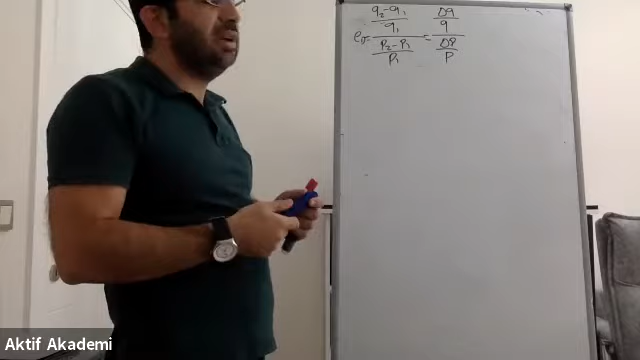 e_D = ((q₂-q₁)/q₁) / ((P₂-P₁)/P₁) = (Δq/q) / (ΔP/P)
Aktif Akademi